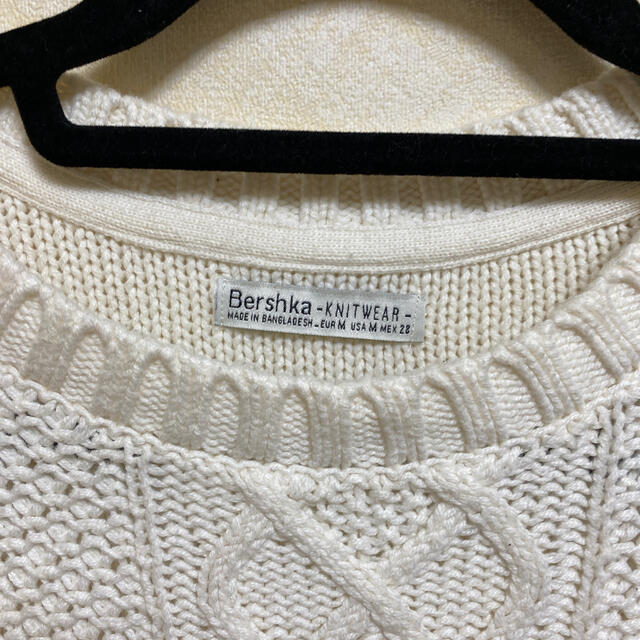 Bershka -KNITWEAR-
MADE IN BANGLADESH - EUR M USA M MEX 28